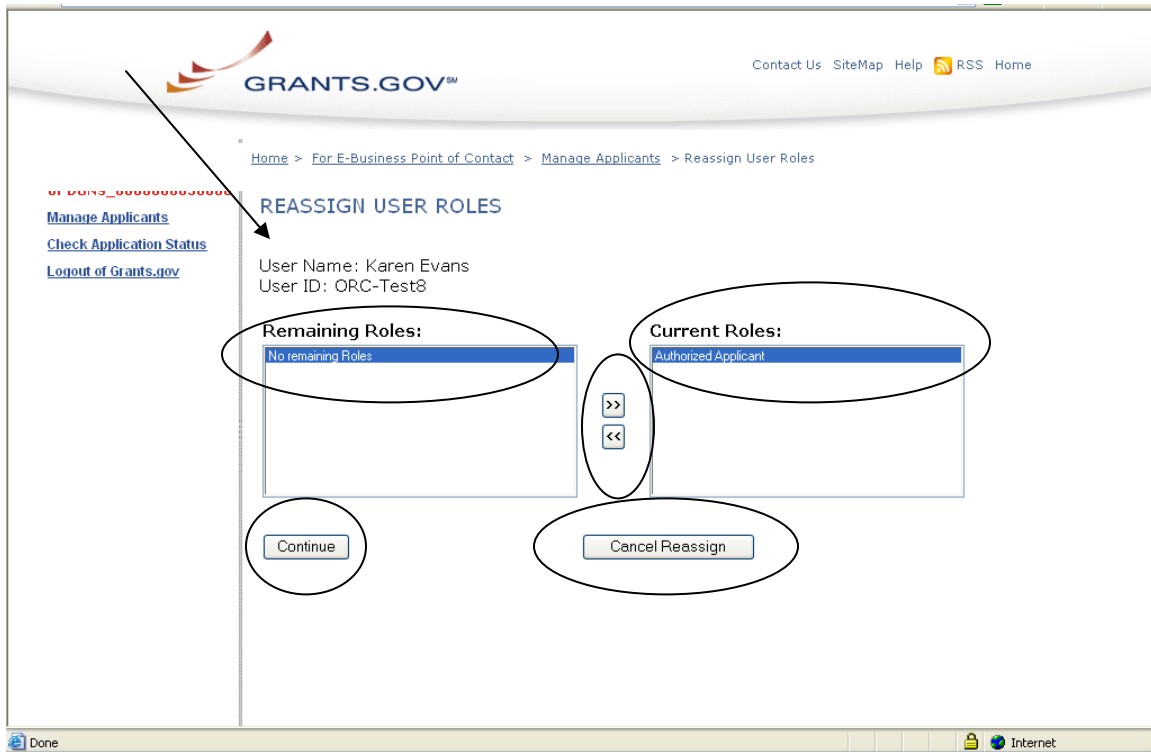 GRANTS.GOV℠
Contact Us SiteMap Help RSS Home
Home > For E-Business Point of Contact > Manage Applicants > Reassign User Roles
Manage Applicants
Check Application Status
Logout of Grants.gov
REASSIGN USER ROLES
User Name: Karen Evans
User ID: ORC-Test8
Remaining Roles:
No remaining Roles
>>
<<
Current Roles:
Authorized Applicant
Continue
Cancel Reassign
Done
Internet